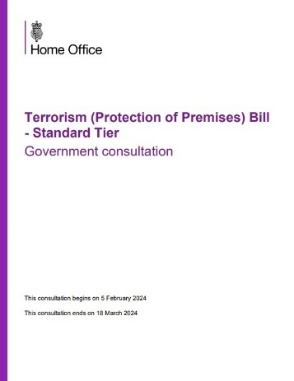 Home Office
Terrorism (Protection of Premises) Bill
- Standard Tier
Government consultation
This consultation begins on 5 February 2024
This consultation ends on 18 March 2024